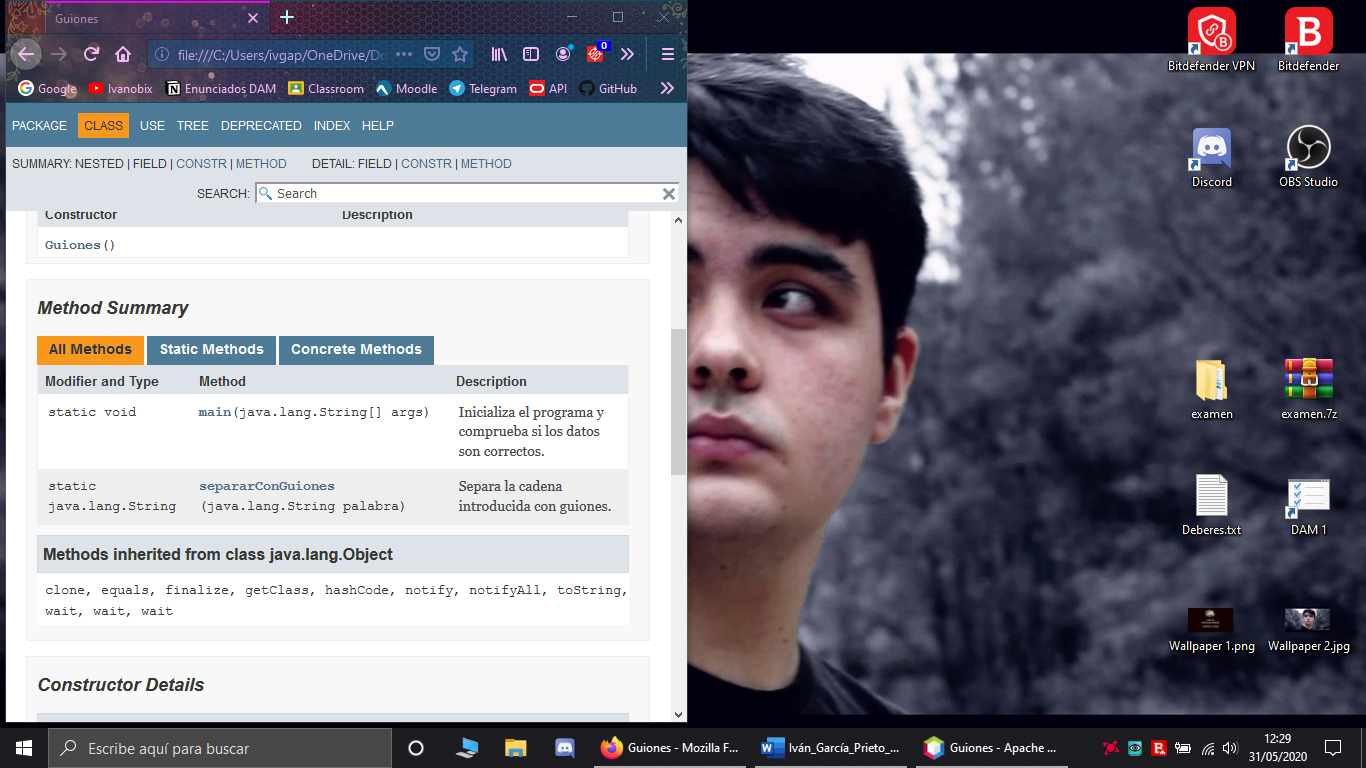 Guiones
file:///C:/Users/ivgap/OneDrive/Do
0
Google Ivanobix Enunciados DAM Classroom Moodle Telegram API GitHub
PACKAGE CLASS USE TREE DEPRECATED INDEX HELP
SUMMARY: NESTED | FIELD | CONSTR | METHOD DETAIL: FIELD | CONSTR | METHOD
SEARCH: Search
Constructor Description
Guiones()
Method Summary
All Methods Static Methods Concrete Methods
Modifier and Type Method Description
static void main(java.lang.String[] args) Inicializa el programa y
comprueba si los datos
son correctos.
static separarConGuiones Separa la cadena
java.lang.String (java.lang.String palabra) introducida con guiones.
Methods inherited from class java.lang.Object
clone, equals, finalize, getClass, hashCode, notify, notifyAll, toString,
wait, wait, wait
Constructor Details
Bitdefender VPN Bitdefender
Discord OBS Studio
examen examen.7z
Deberes.txt DAM 1
Wallpaper 1.png Wallpaper 2.jpg
Escribe aquí para buscar
Guiones - Mozilla F... Iván_García_Prieto_... Guiones - Apache ...
12:29
31/05/2020